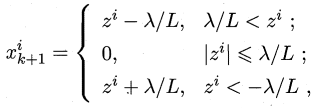 x^i_{k+1} = { z^i − λ/L, λ/L < z^i ;
0, |z^i| ⩽ λ/L ;
z^i + λ/L, z^i < −λ/L ,